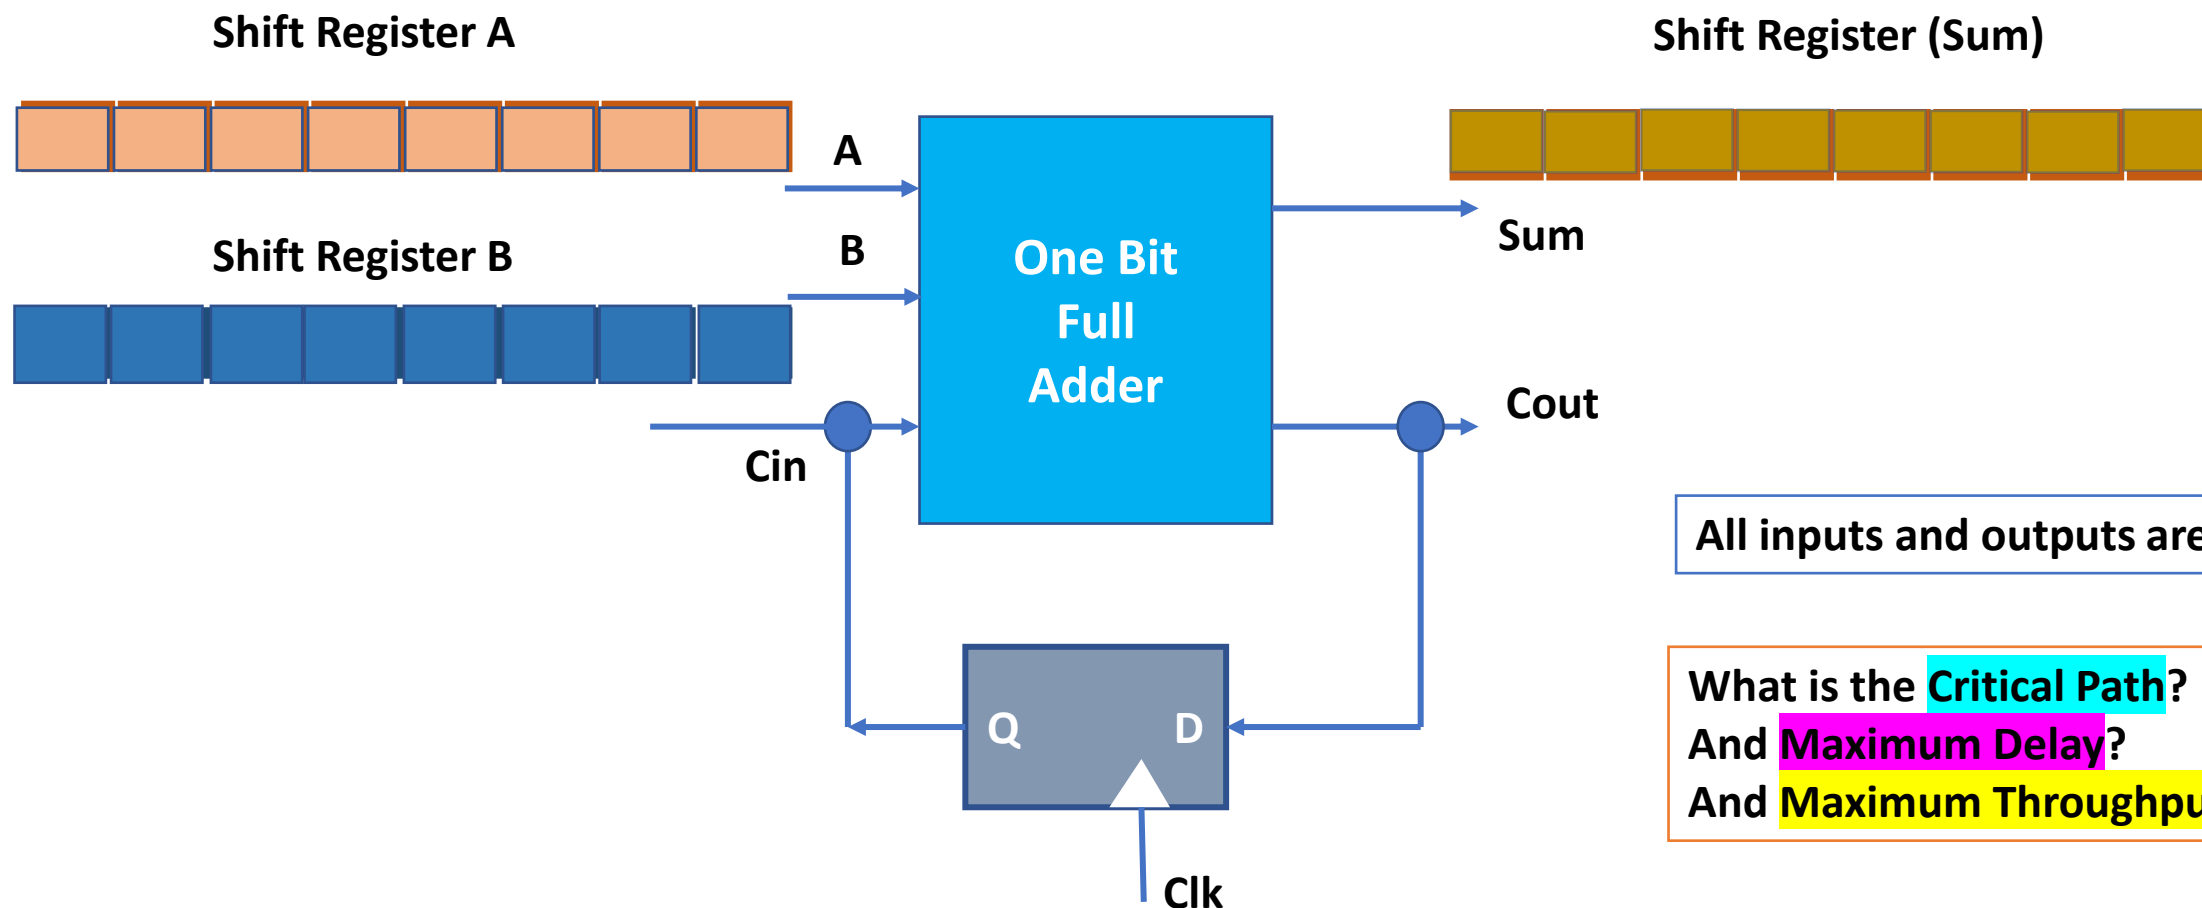 Shift Register A
Shift Register (Sum)
A
Shift Register B
B
Sum
One Bit
Full
Adder
Cin
Cout
All inputs and outputs are
Q
D
What is the Critical Path?
And Maximum Delay?
And Maximum
Clk